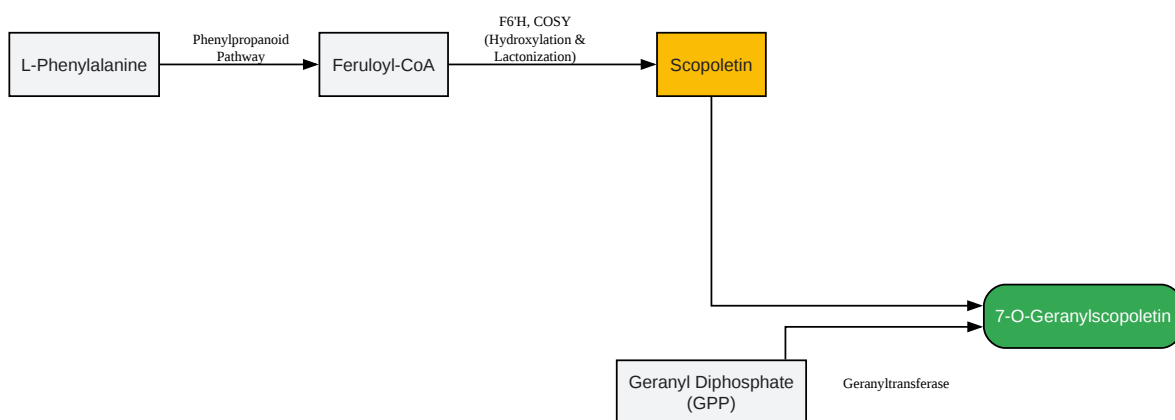 F6'H, COSY
(Hydroxylation &
Lactonization)
Phenylpropanoid
Pathway
L-Phenylalanine
Feruloyl-CoA
Scopoletin
7-O-Geranylscopoletin
Geranyl Diphosphate
(GPP)
Geranyltransferase